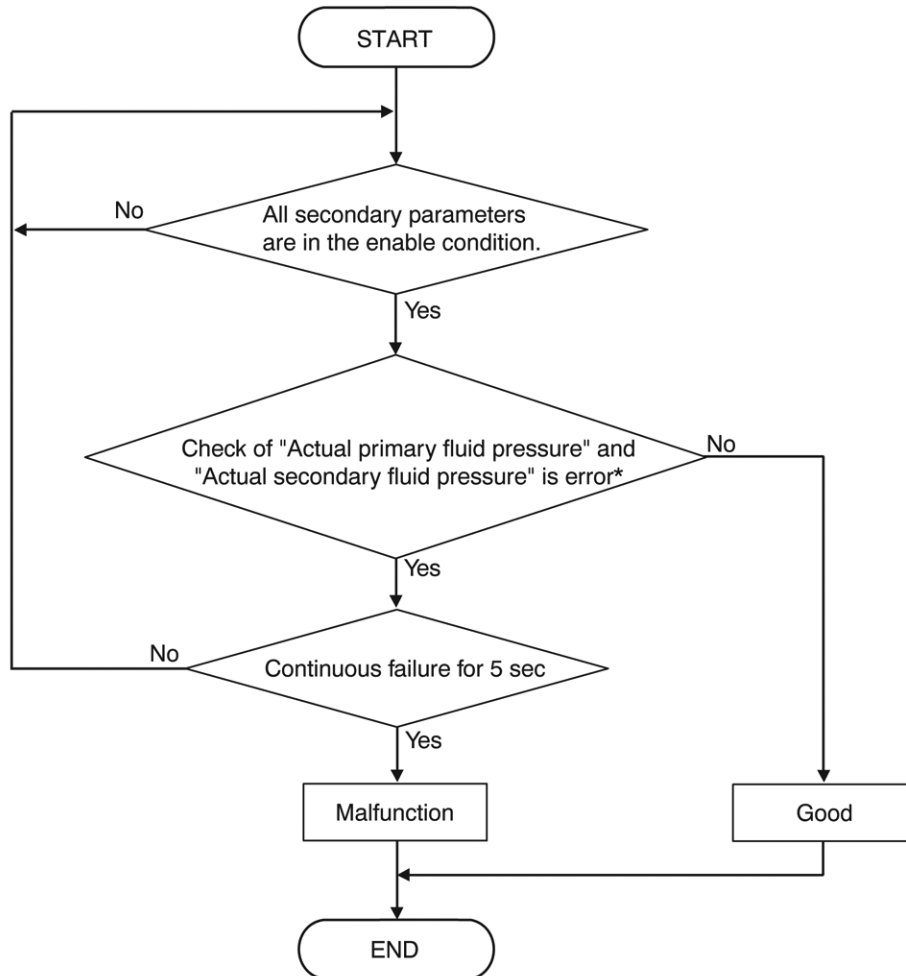 START
No
All secondary parameters
are in the enable condition.
Yes
Check of "Actual primary fluid pressure" and
"Actual secondary fluid pressure" is error*
No
Yes
No
Continuous failure for 5 sec
Yes
Malfunction
Good
END